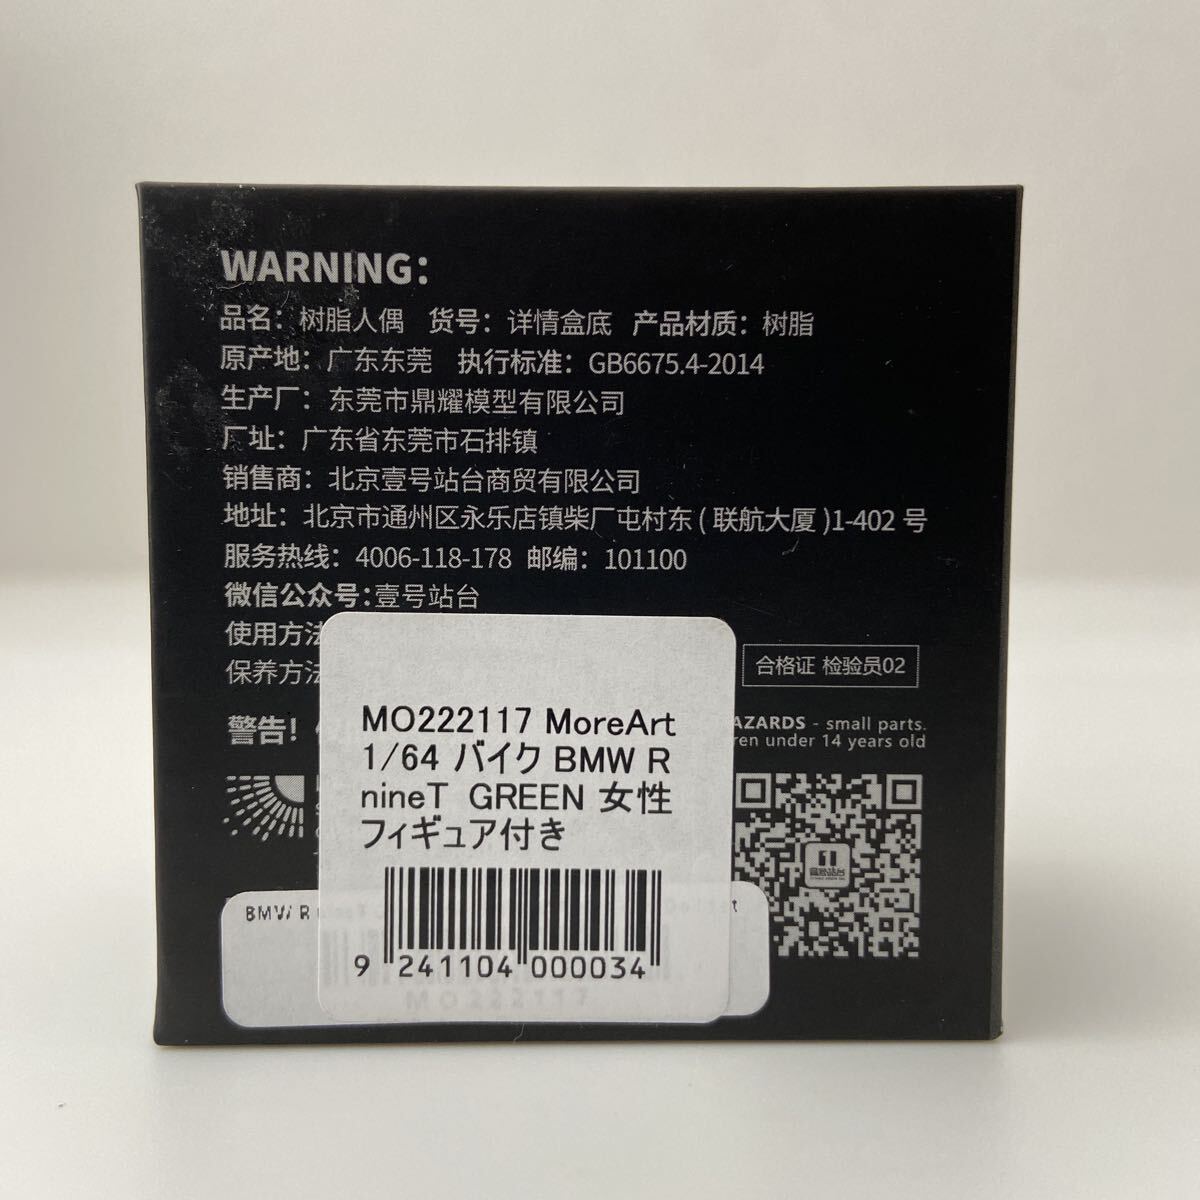 WARNING：
品名：树脂人偶 货号：详情盒底 产品材质：树脂
原产地：广东东莞 执行标准：GB6675.4-2014
生产厂：东莞市鼎耀模型有限公司
厂址：广东省东莞市石排镇
销售商：北京壹号站台商贸有限公司
地址：北京市通州区永乐店镇柴厂屯村东 ( 联航大厦 )1-402 号
服务热线：4006-118-178 邮编：101100
微信公众号：壹号站台
使用方法
保养方法
合格证 检验员02
警告！
AZARDS - small parts.
ren under 14 years old
MO222117 MoreArt
1/64 バイク BMW R
nineT GREEN 女性
フィギュア付き
9 241104 000034
BMW R
MO222117
壹号站台